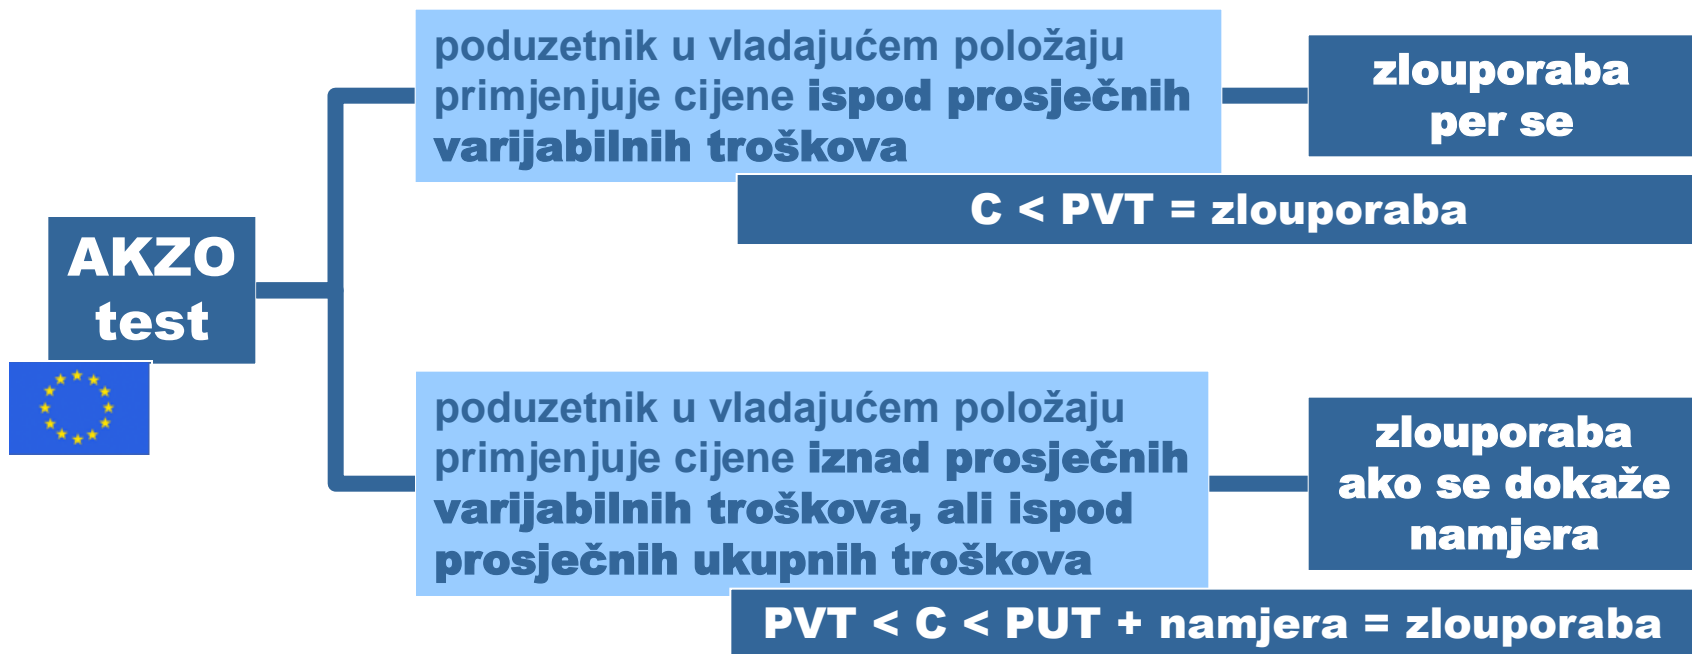 AKZO
test
poduzetnik u vladajućem položaju
primjenjuje cijene ispod prosječnih
varijabilnih troškova
zlouporaba
per se
C < PVT = zlouporaba
poduzetnik u vladajućem položaju
primjenjuje cijene iznad prosječnih
varijabilnih troškova, ali ispod
prosječnih ukupnih troškova
zlouporaba
ako se dokaže
namjera
PVT < C < PUT + namjera = zlouporaba